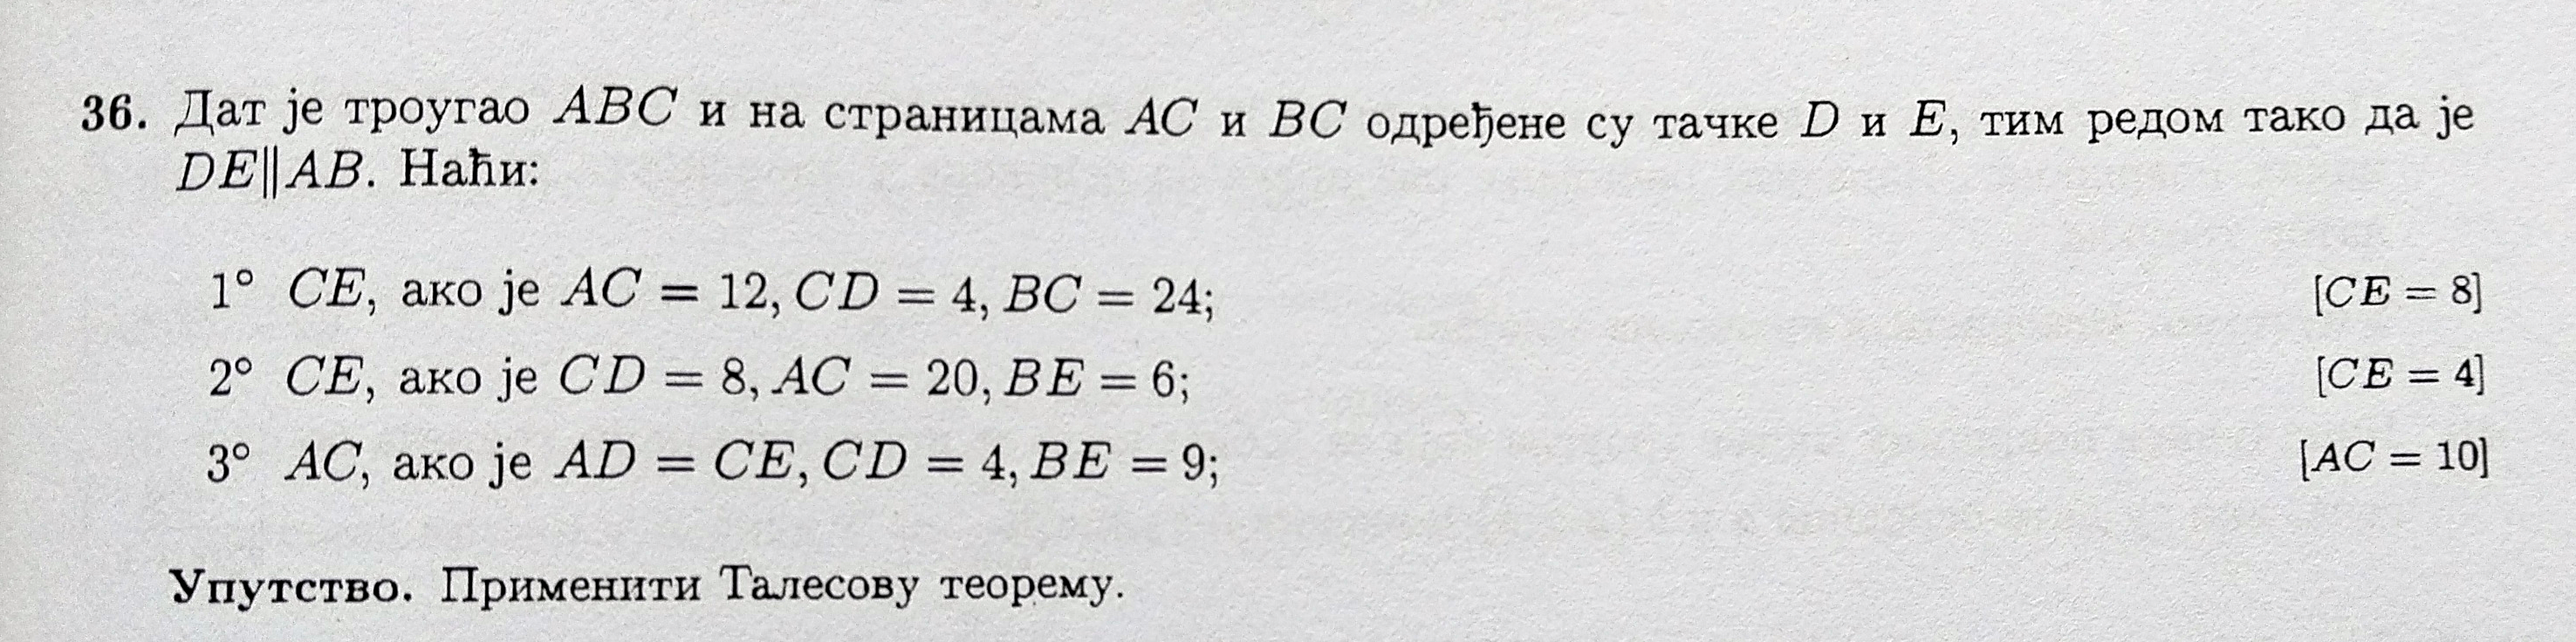 36. Дат је троугао ABC и на страницама AC и BC одређене су тачке D и E, тим редом тако да је
DE∥AB. Наћи:
1° CE, ако је AC = 12, CD = 4, BC = 24; [CE = 8]
2° CE, ако је CD = 8, AC = 20, BE = 6; [CE = 4]
3° AC, ако је AD = CE, CD = 4, BE = 9; [AC = 10]
Упутство. Применити Талесову теорему.